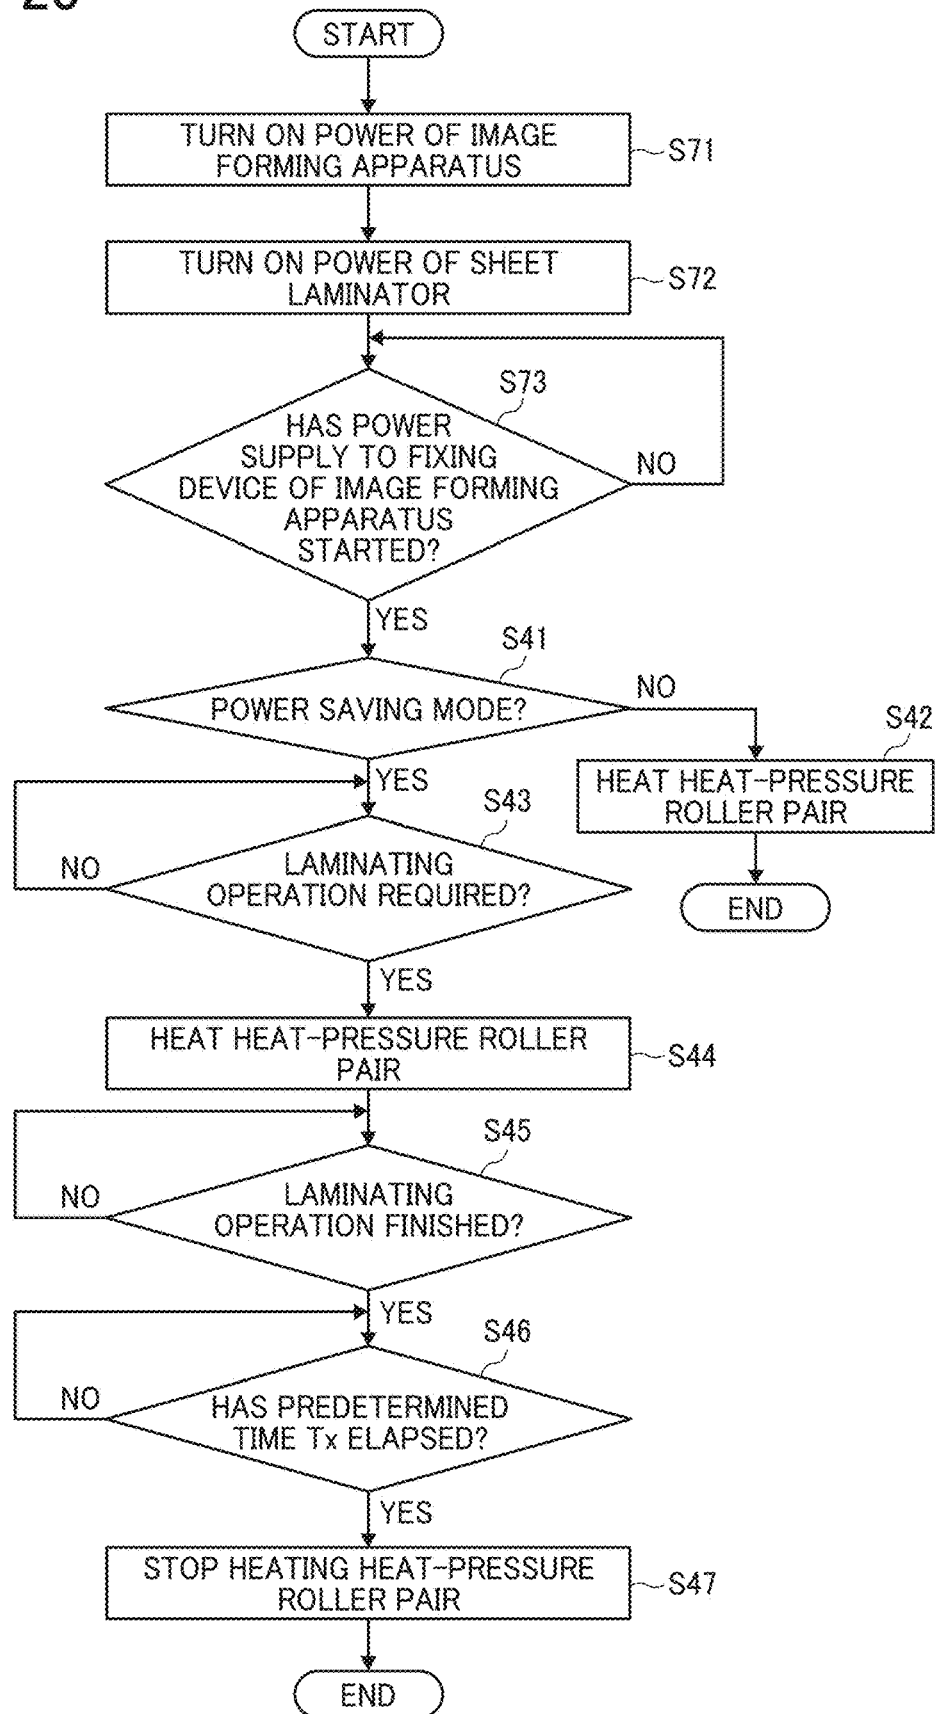 START
TURN ON POWER OF IMAGE
FORMING APPARATUS
S71
TURN ON POWER OF SHEET
LAMINATOR
S72
S73
HAS POWER
SUPPLY TO FIXING
DEVICE OF IMAGE FORMING
APPARATUS
STARTED?
NO
YES
S41
POWER SAVING MODE?
NO
S42
HEAT HEAT-PRESSURE
ROLLER PAIR
END
YES
S43
LAMINATING
OPERATION REQUIRED?
NO
YES
HEAT HEAT-PRESSURE ROLLER
PAIR
S44
S45
LAMINATING
OPERATION FINISHED?
NO
YES
S46
HAS PREDETERMINED
TIME Tx ELAPSED?
NO
YES
STOP HEATING HEAT-PRESSURE
ROLLER PAIR
S47
END